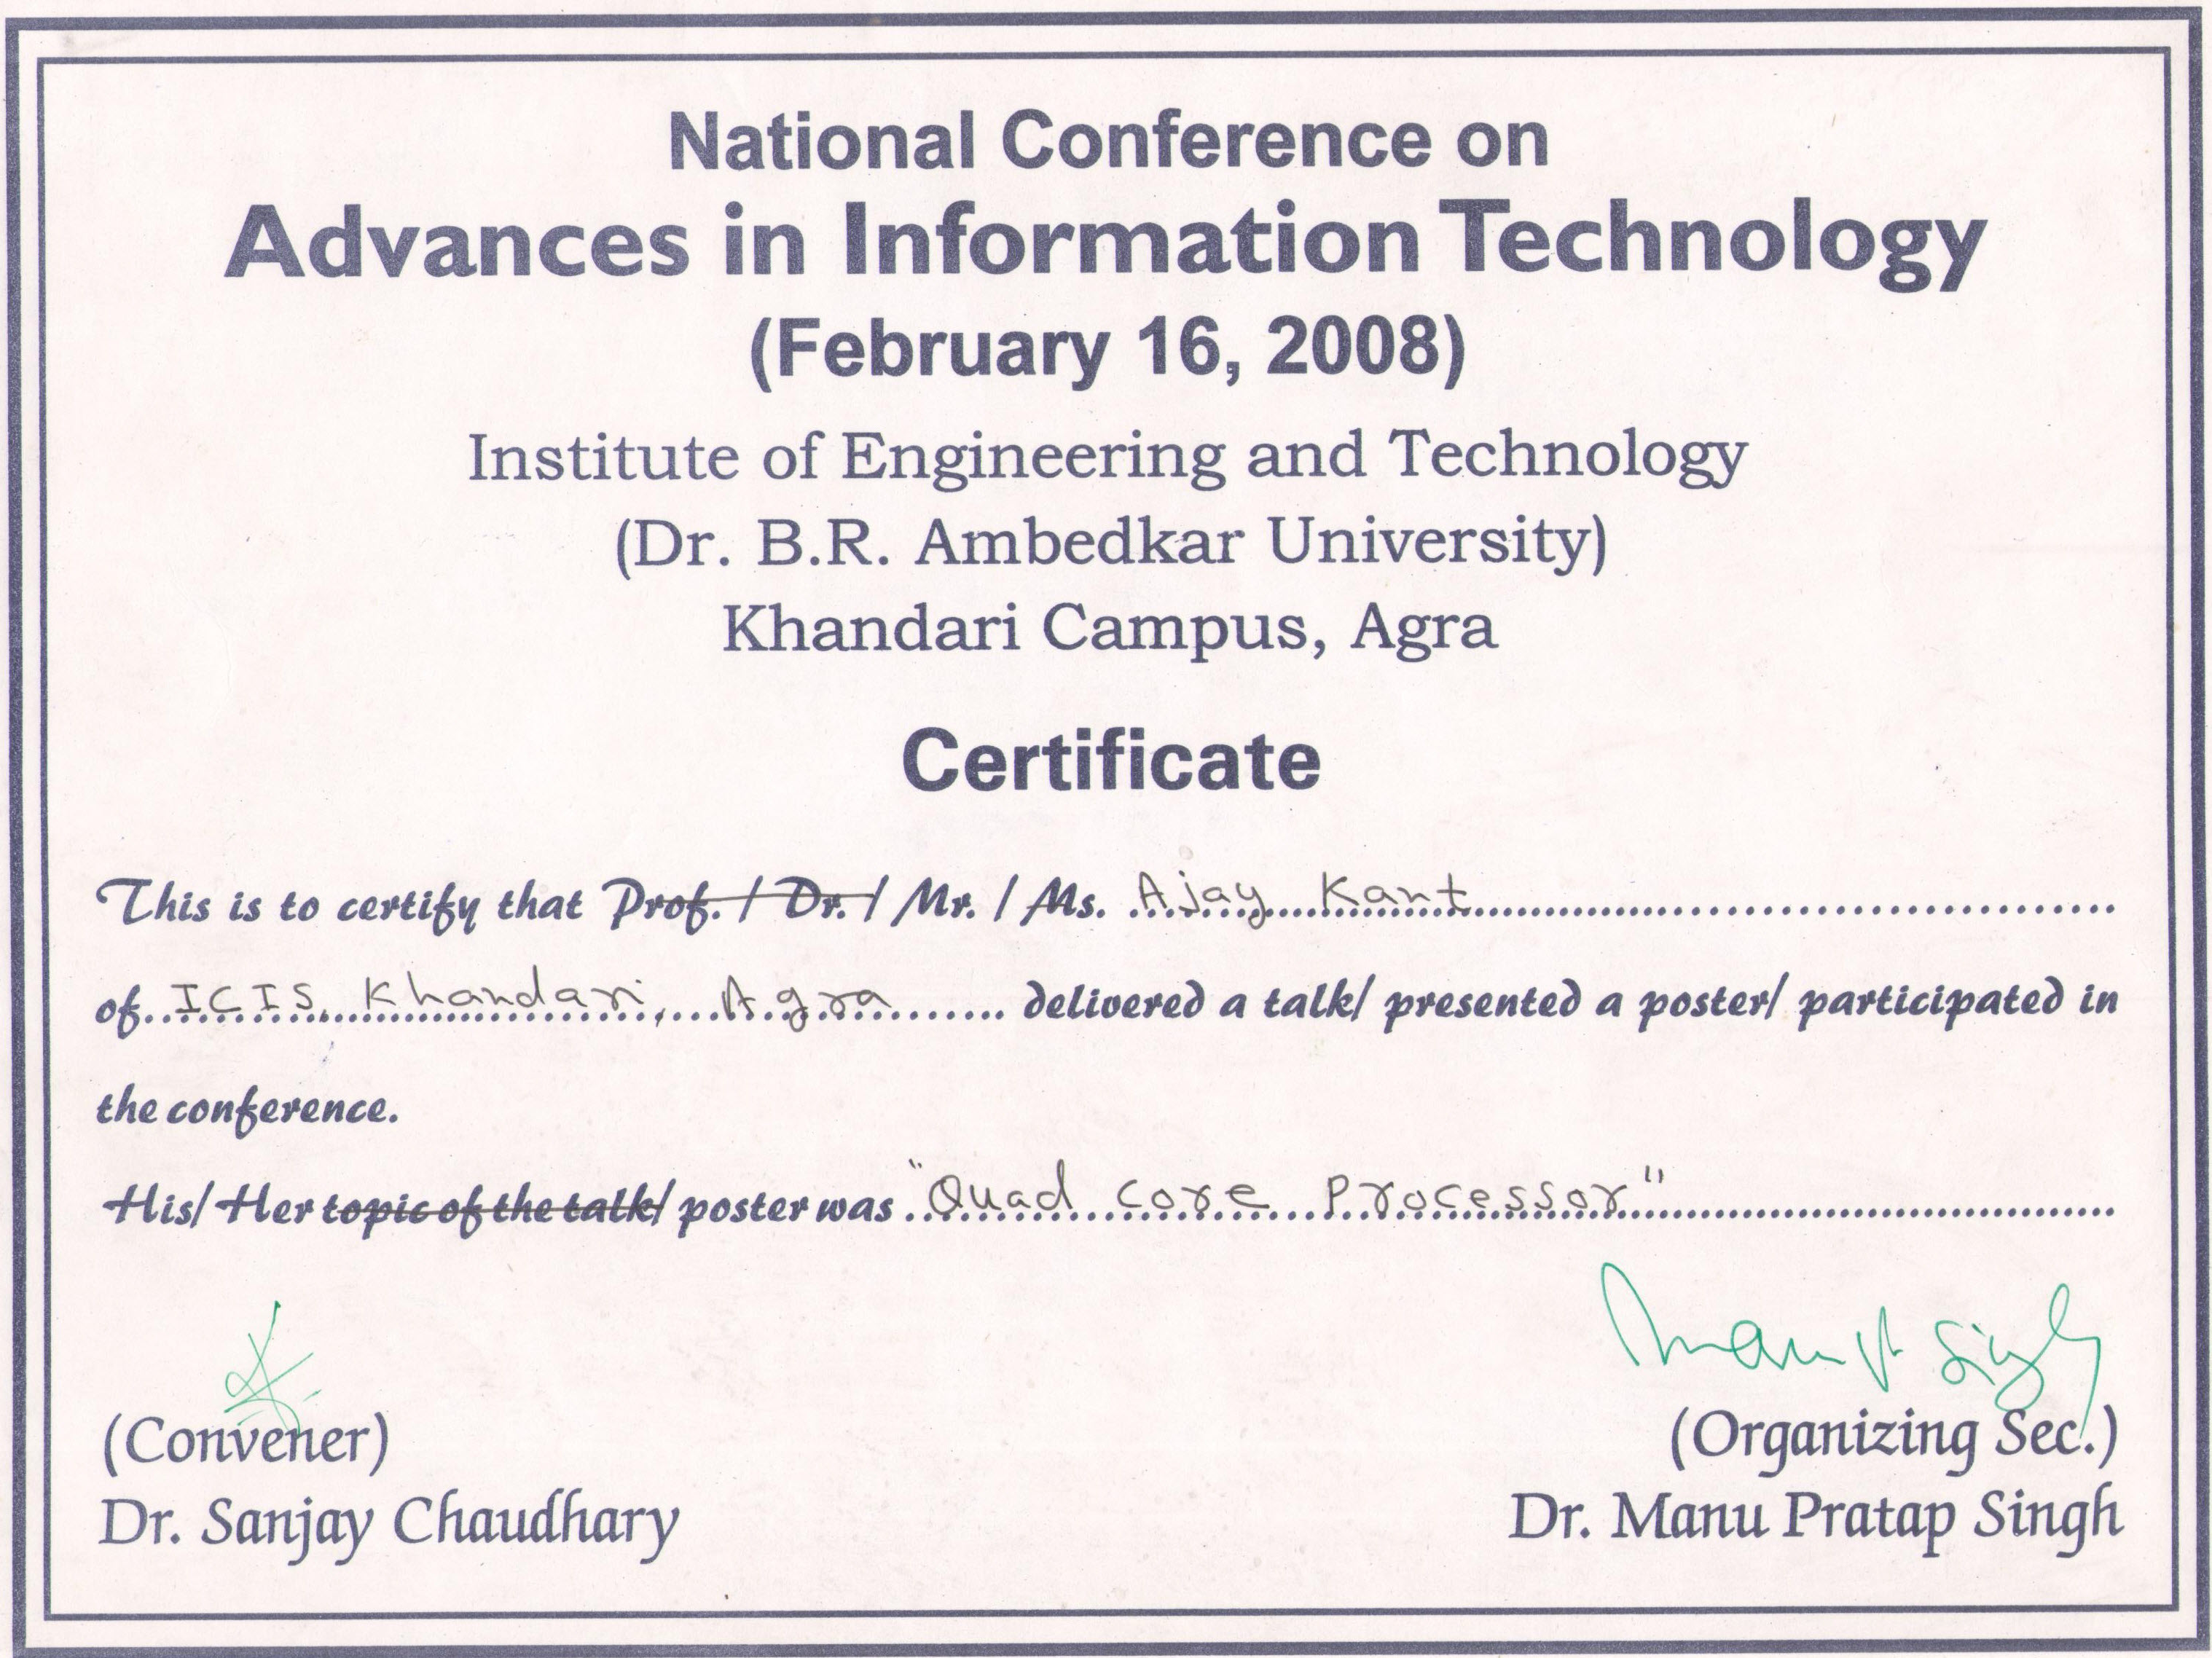 National Conference on
Advances in Information Technology
(February 16, 2008)
Institute of Engineering and Technology
(Dr. B.R. Ambedkar University)
Khandari Campus, Agra
Certificate
This is to certify that Prof. / Dr. / Mr. / Ms. Ajay Kant
of ICIS, Khandari, Agra delivered a talk/ presented a poster/ participated in
the conference.
His/ Her topic of the talk/ poster was "Quad core Processor"
Manu P Singh
(Convener) (Organizing Sec.)
Dr. Sanjay Chaudhary Dr. Manu Pratap Singh